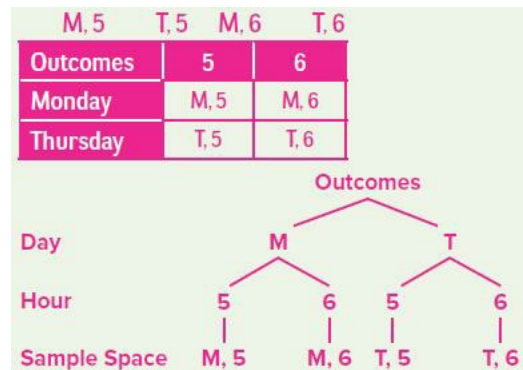 M, 5 T, 5 M, 6 T, 6
Outcomes 5 6
Monday M, 5 M, 6
Thursday T, 5 T, 6
Outcomes
Day M T
Hour 5 6 5 6
Sample Space M, 5 M, 6 T, 5 T, 6